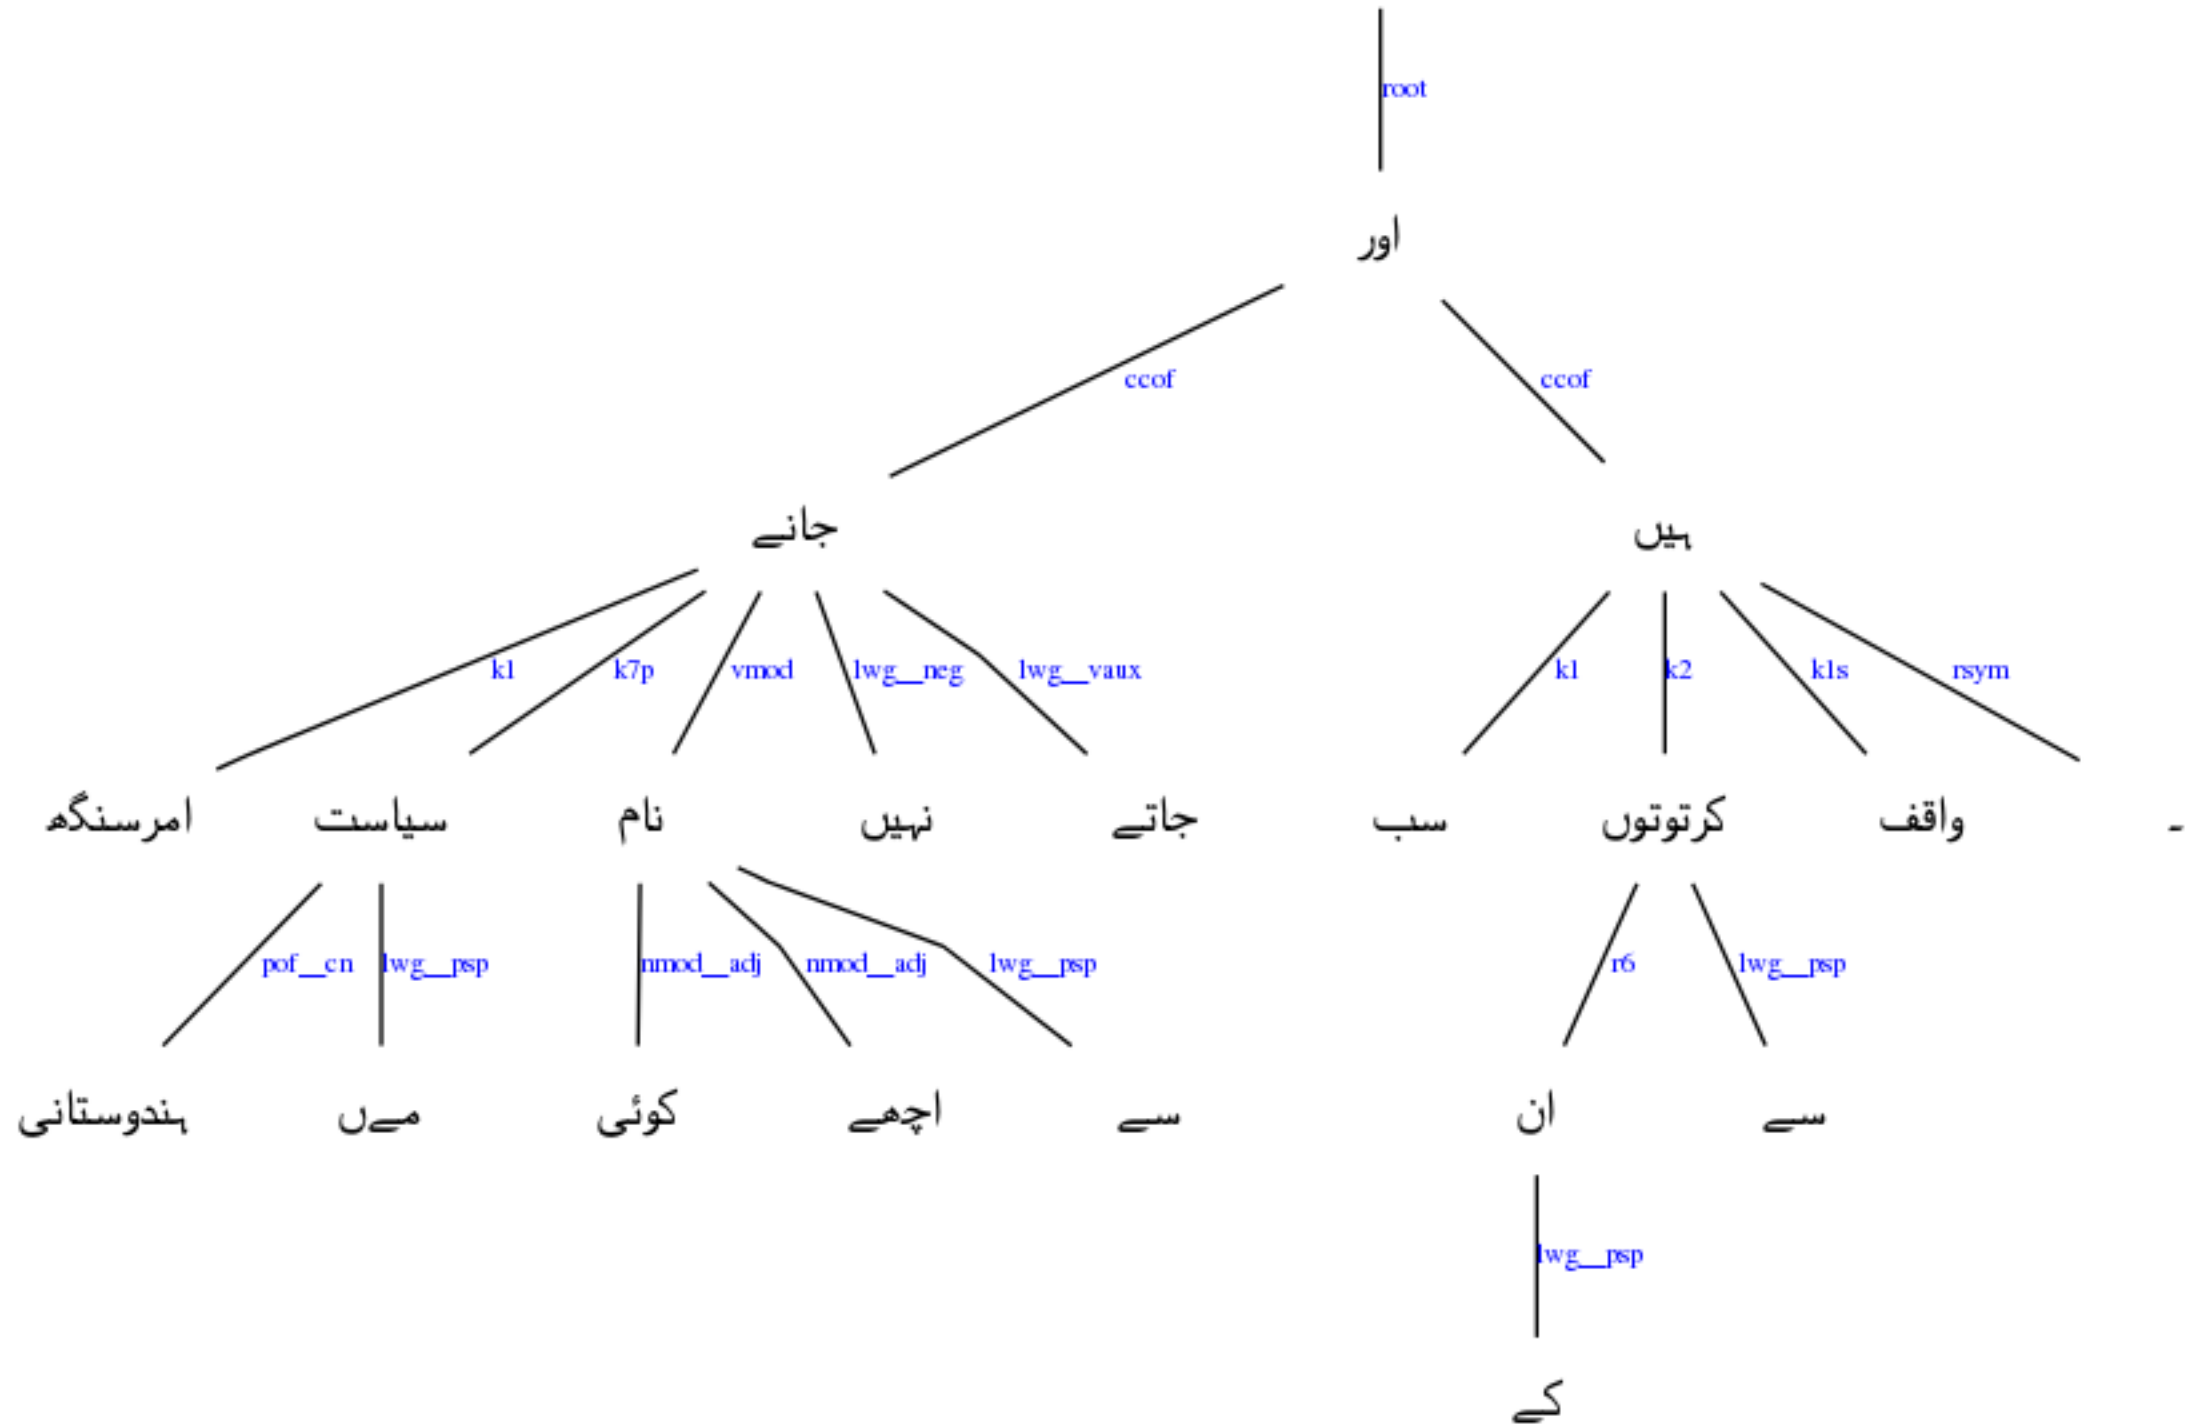 root
اور
ccof ccof
جانے ہیں
k1 k7p vmod lwg__neg lwg__vaux k1 k2 k1s rsym
امرسنگھ سیاست نام نہیں جاتے سب کرتوتوں واقف ۔
pof__cn lwg__psp nmod__adj nmod__adj lwg__psp r6 lwg__psp
ہندوستانی مےں کوئی اچھے سے ان سے
lwg__psp
کے